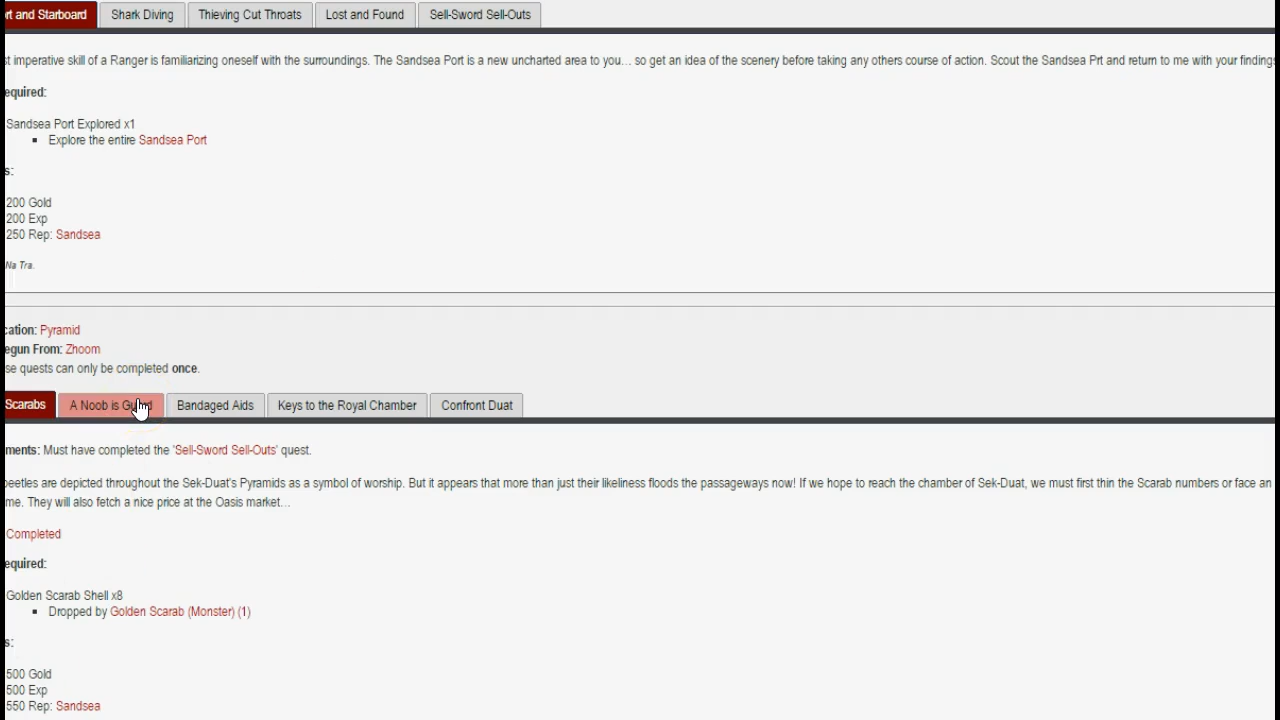 rt and Starboard Shark Diving Thieving Cut Throats Lost and Found Sell-Sword Sell-Outs
st imperative skill of a Ranger is familiarizing oneself with the surroundings. The Sandsea Port is a new uncharted area to you... so get an idea of the scenery before taking any others course of action. Scout the Sandsea Prt and return to me with your findings
equired:
Sandsea Port Explored x1
Explore the entire Sandsea Port
s:
200 Gold
200 Exp
250 Rep: Sandsea
Na Tra.
cation: Pyramid
egun From: Zhoom
se quests can only be completed once.
Scarabs A Noob is Guard Bandaged Aids Keys to the Royal Chamber Confront Duat
ments: Must have completed the 'Sell-Sword Sell-Outs' quest.
beetles are depicted throughout the Sek-Duat's Pyramids as a symbol of worship. But it appears that more than just their likeliness floods the passageways now! If we hope to reach the chamber of Sek-Duat, we must first thin the Scarab numbers or face an
me. They will also fetch a nice price at the Oasis market...
Completed
equired:
Golden Scarab Shell x8
Dropped by Golden Scarab (Monster) (1)
s:
500 Gold
500 Exp
550 Rep: Sandsea